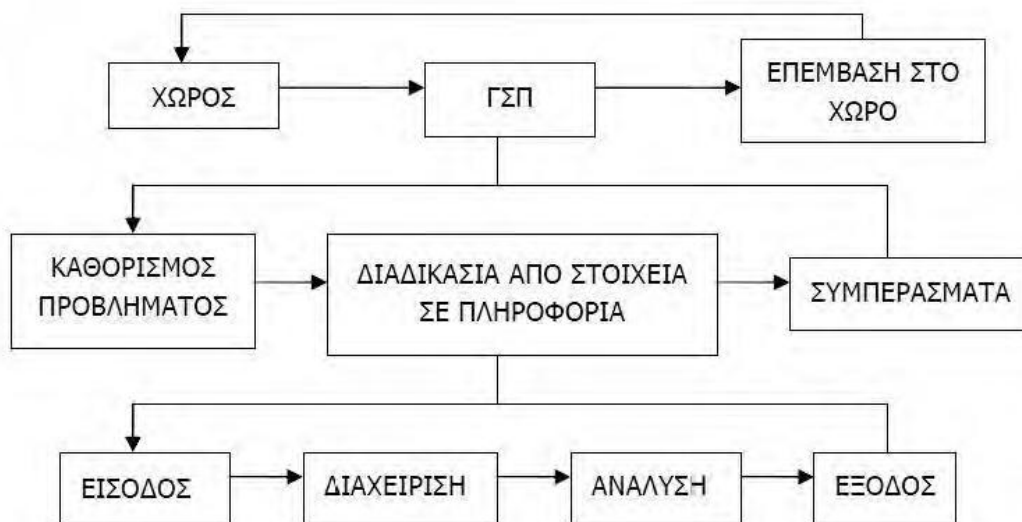 ΧΩΡΟΣ
ΓΣΠ
ΕΠΕΜΒΑΣΗ ΣΤΟ
ΧΩΡΟ
ΚΑΘΟΡΙΣΜΟΣ
ΠΡΟΒΛΗΜΑΤΟΣ
ΔΙΑΔΙΚΑΣΙΑ ΑΠΟ ΣΤΟΙΧΕΙΑ
ΣΕ ΠΛΗΡΟΦΟΡΙΑ
ΣΥΜΠΕΡΑΣΜΑΤΑ
ΕΙΣΟΔΟΣ
ΔΙΑΧΕΙΡΙΣΗ
ΑΝΑΛΥΣΗ
ΕΞΟΔΟΣ